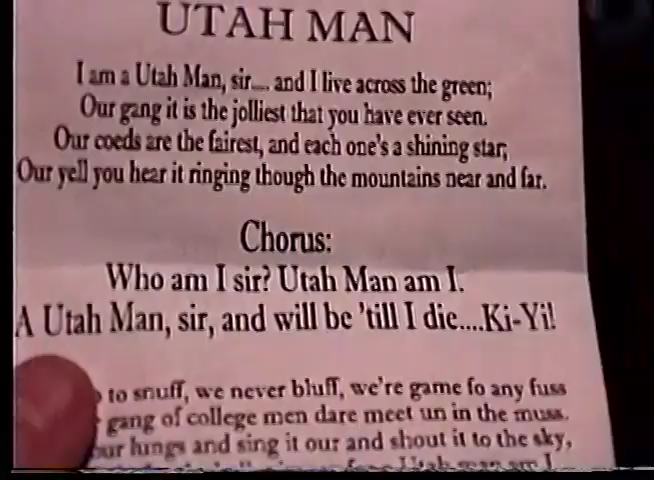 UTAH MAN
I am a Utah Man, sir.... and I live across the green;
Our gang it is the jolliest that you have ever seen.
Our coeds are the fairest, and each one's a shining star;
Our yell you hear it ringing though the mountains near and far.
Chorus:
Who am I sir? Utah Man am I.
A Utah Man, sir, and will be 'till I die....Ki-Yi!
to snuff, we never bluff, we're game fo any fuss
gang of college men dare meet un in the muss.
our lungs and sing it our and shout it to the sky,
Utah man am I